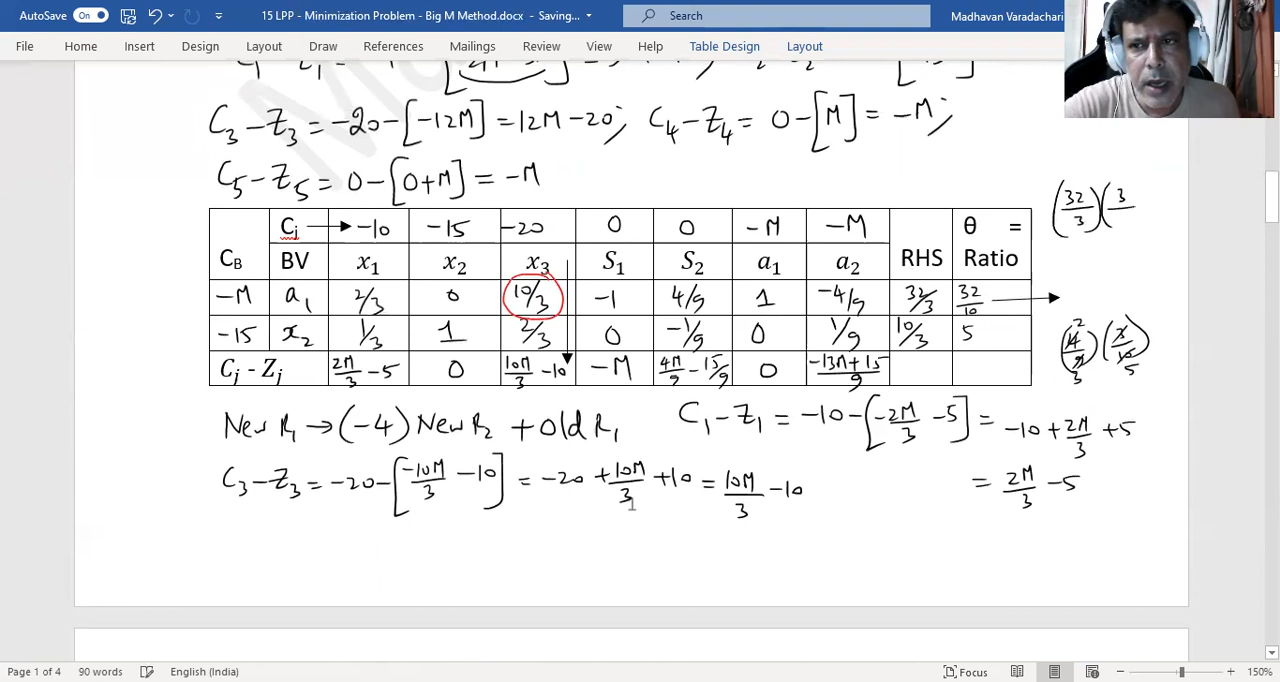 AutoSave On 15 LPP - Minimization Problem - Big M Method.docx - Saving... Search Madhavan Varadachari
File Home Insert Design Layout Draw References Mailings Review View Help Table Design Layout
C₃ – Z₃ = –20 – [–12M] = 12M – 20; C₄ – Z₄ = 0 – [M] = –M;
C₅ – Z₅ = 0 – [0+M] = –M
(32/3)(3
Cj → –10 –15 –20 0 0 –M –M θ =
CB BV x₁ x₂ x₃ S₁ S₂ a₁ a₂ RHS Ratio
–M a₁ 2/3 0 10/3 –1 4/9 1 –4/9 32/3 32/10
–15 x₂ 1/3 1 2/3 0 –1/9 0 1/9 10/3 5
Cj - Zj 2M/3 –5 0 10M/3 –10 –M 4M/9 –15/9 0 –13M+15/9
New R₁ → (–4) New R₂ + Old R₁ C₁ – Z₁ = –10 – [–2M/3 –5] = –10 + 2M/3 + 5
C₃ – Z₃ = –20 – [–10M/3 –10] = –20 + 10M/3 + 10 = 10M/3 –10 = 2M/3 –5
Page 1 of 4 90 words English (India) Focus 150%